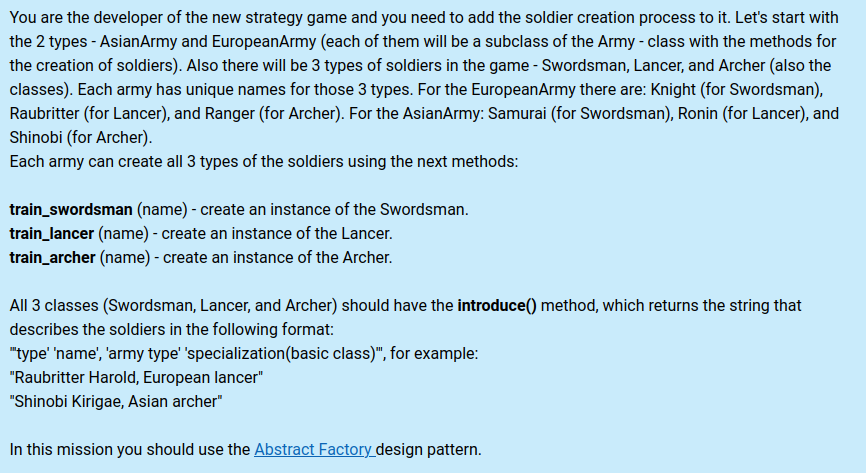 You are the developer of the new strategy game and you need to add the soldier creation process to it. Let's start with
the 2 types - AsianArmy and EuropeanArmy (each of them will be a subclass of the Army - class with the methods for
the creation of soldiers). Also there will be 3 types of soldiers in the game - Swordsman, Lancer, and Archer (also the
classes). Each army has unique names for those 3 types. For the EuropeanArmy there are: Knight (for Swordsman),
Raubritter (for Lancer), and Ranger (for Archer). For the AsianArmy: Samurai (for Swordsman), Ronin (for Lancer), and
Shinobi (for Archer).
Each army can create all 3 types of the soldiers using the next methods:
train_swordsman (name) - create an instance of the Swordsman.
train_lancer (name) - create an instance of the Lancer.
train_archer (name) - create an instance of the Archer.
All 3 classes (Swordsman, Lancer, and Archer) should have the introduce() method, which returns the string that
describes the soldiers in the following format:
"'type' 'name', 'army type' 'specialization(basic class)'", for example:
"Raubritter Harold, European lancer"
"Shinobi Kirigae, Asian archer"
In this mission you should use the Abstract Factory design pattern.